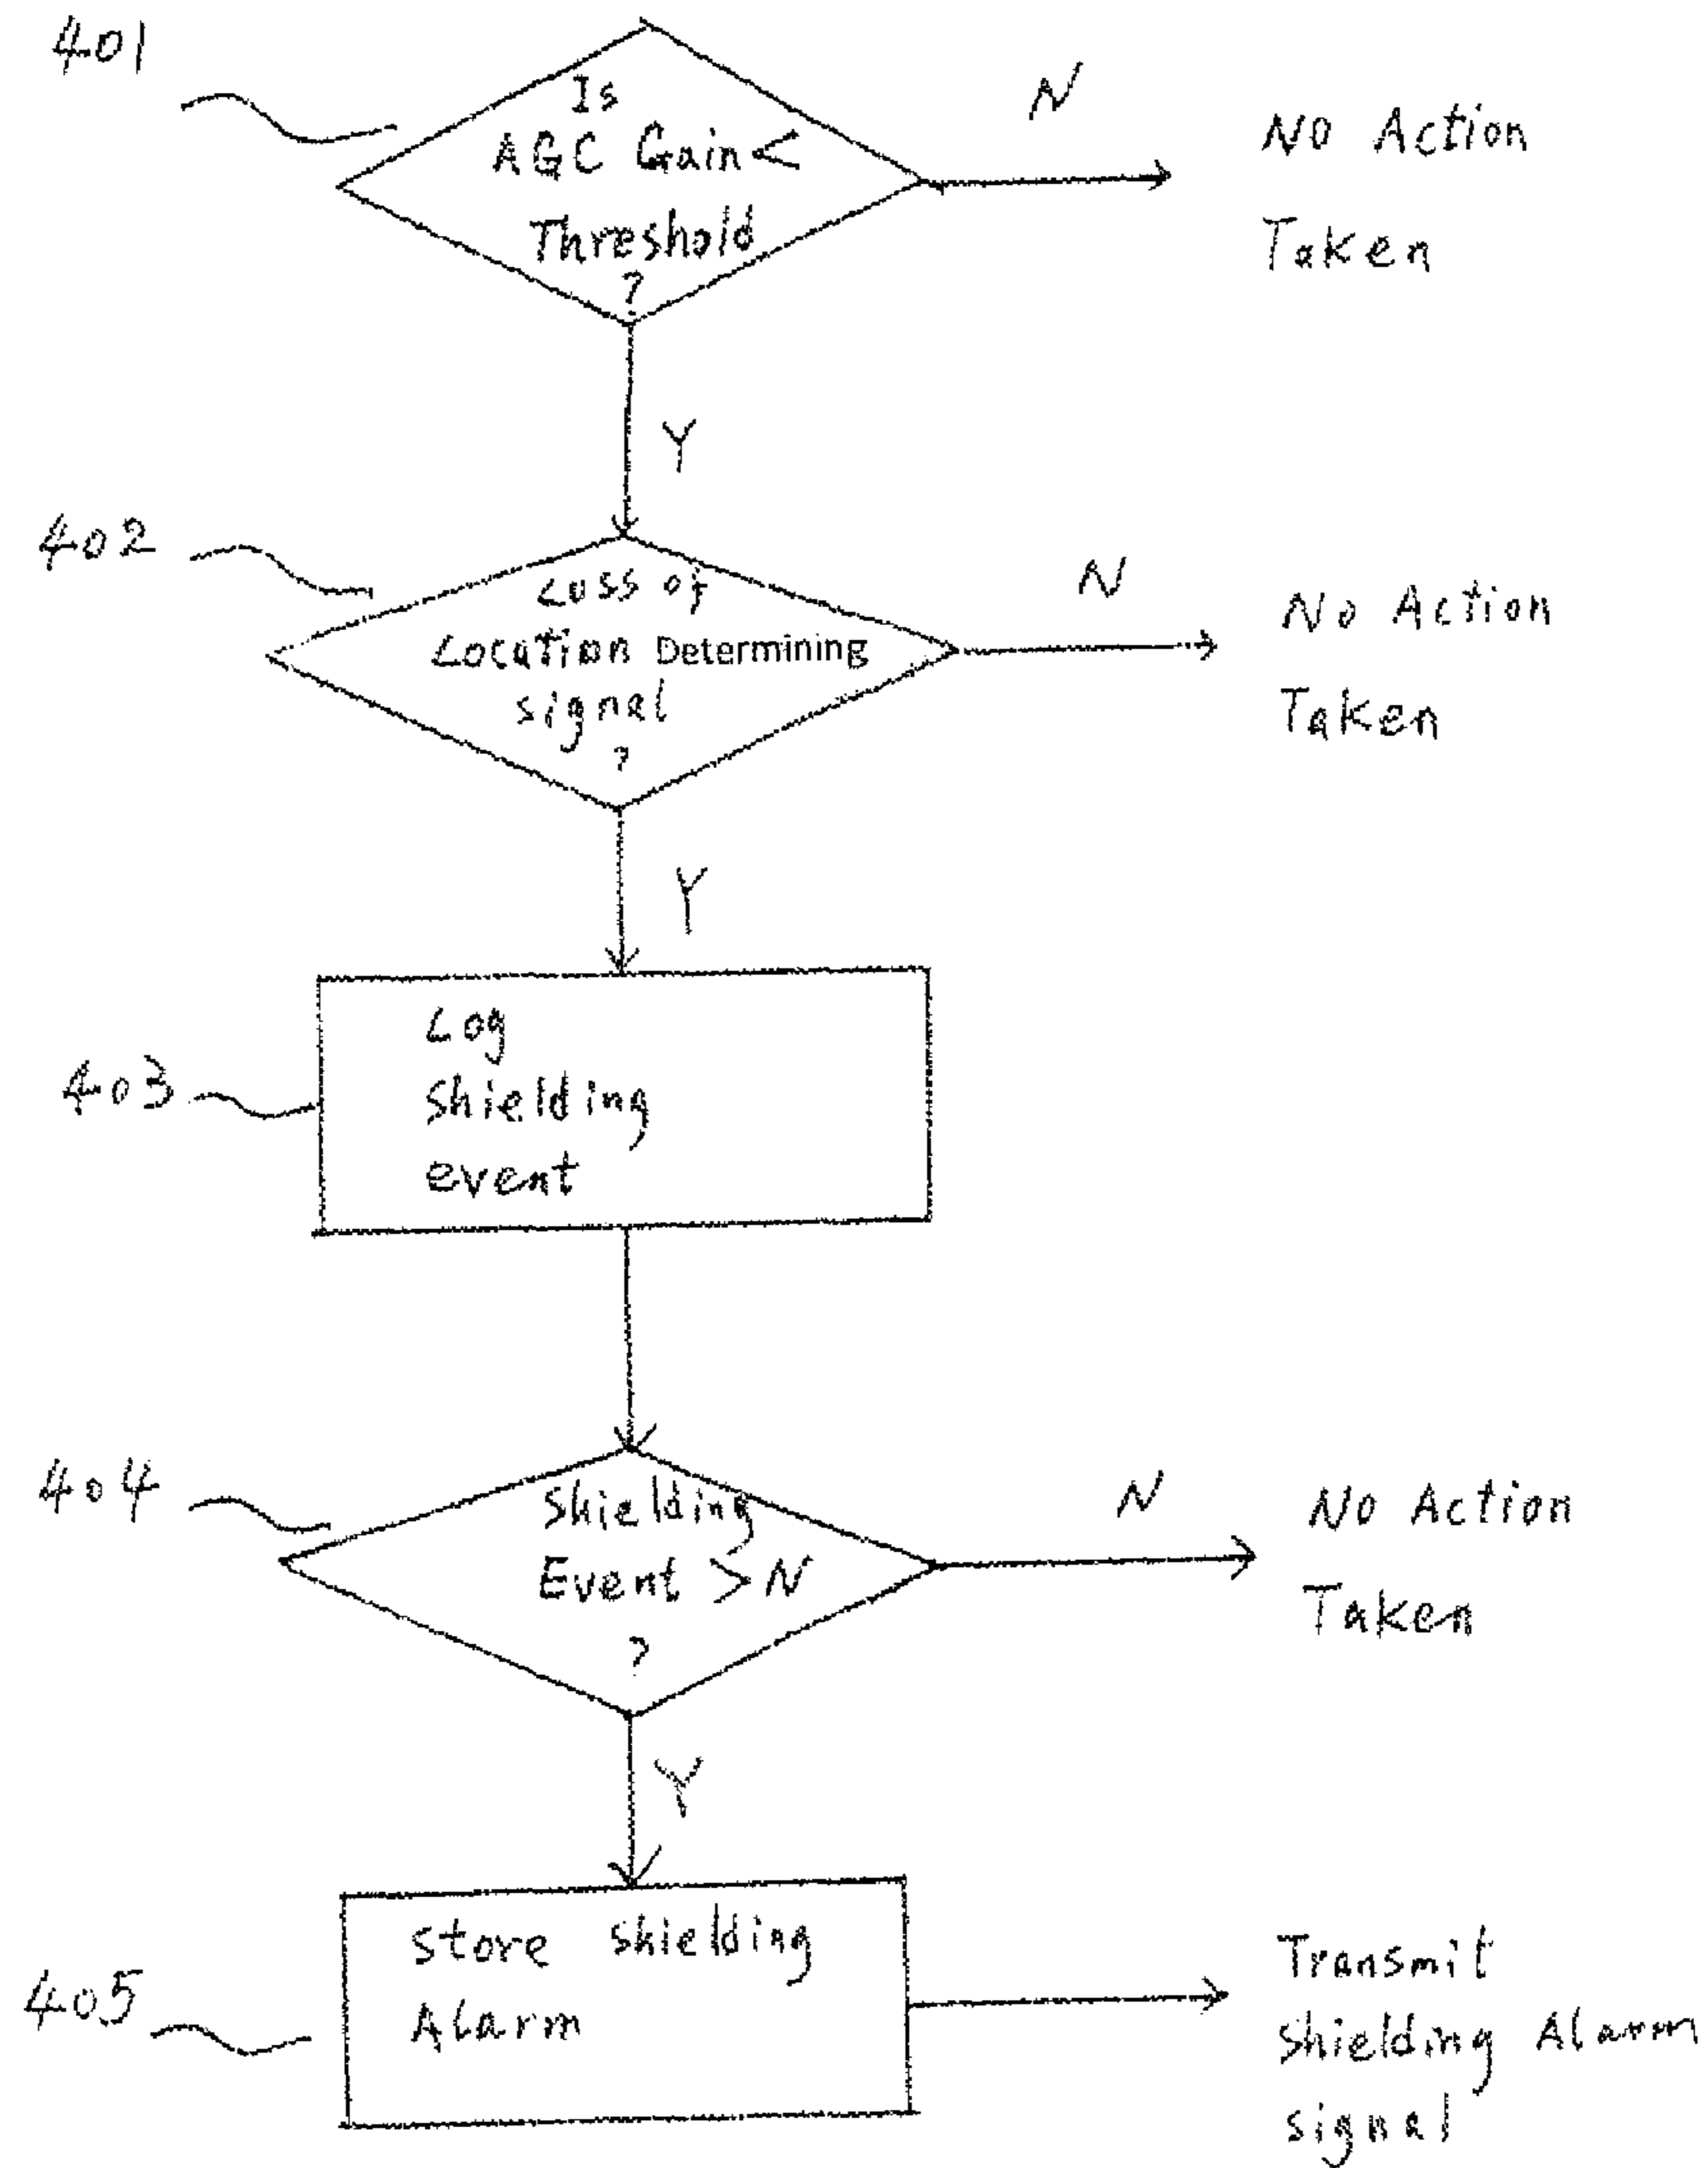 401
Is
AGC Gain <
Threshold
?
N
No Action
Taken
Y
402
Loss of
Location Determining
signal
?
N
No Action
Taken
Y
403
Log
Shielding
event
404
Shielding
Event > N
?
N
No Action
Taken
Y
405
Store Shielding
Alarm
Transmit
Shielding Alarm
signal